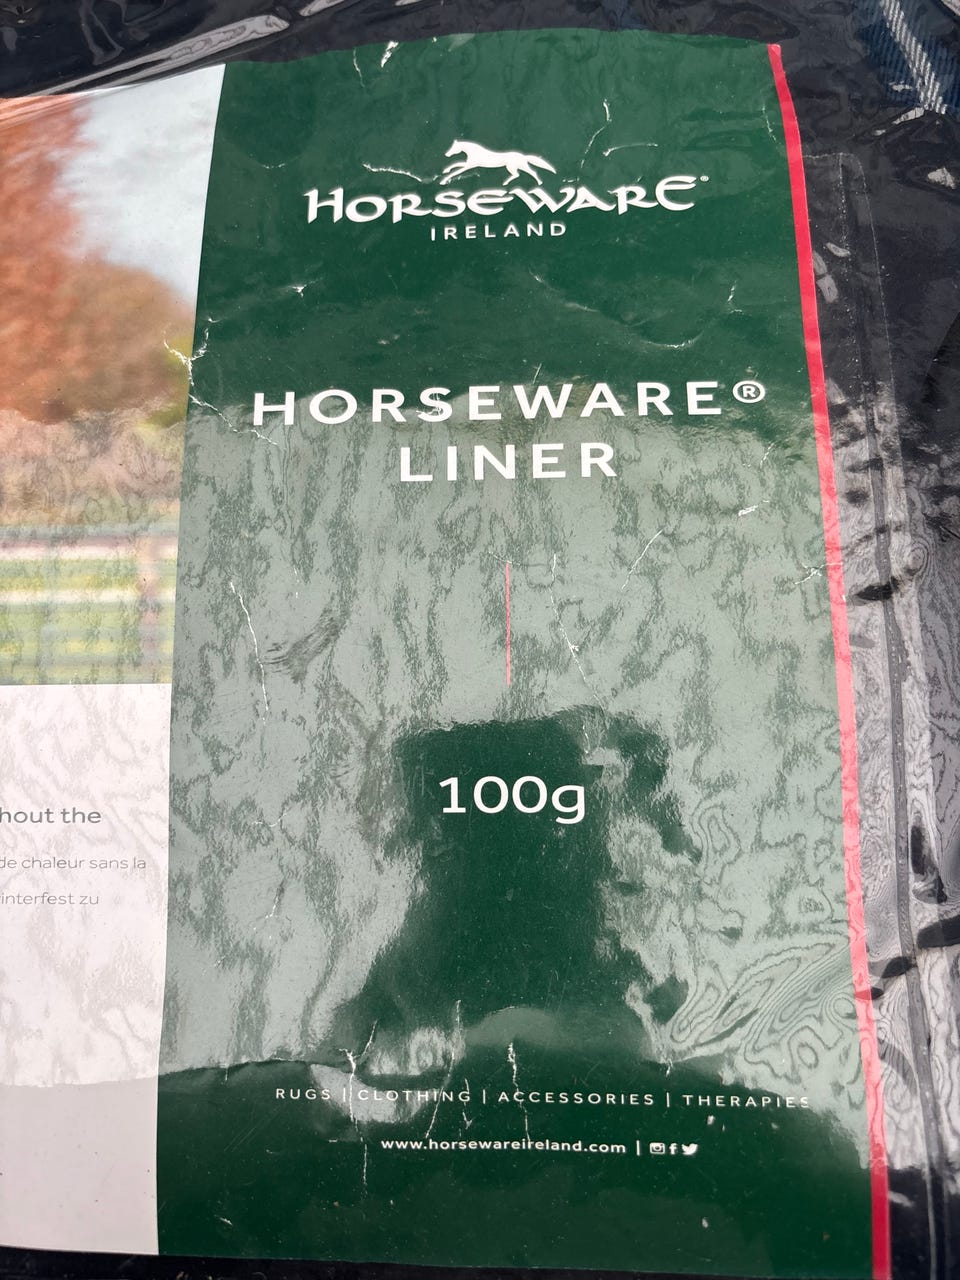 HORSEWARE®
IRELAND
HORSEWARE®
LINER
100g
hout the
de chaleur sans la
interfest zu
RUGS | CLOTHING | ACCESSORIES | THERAPIES
www.horsewareireland.com |